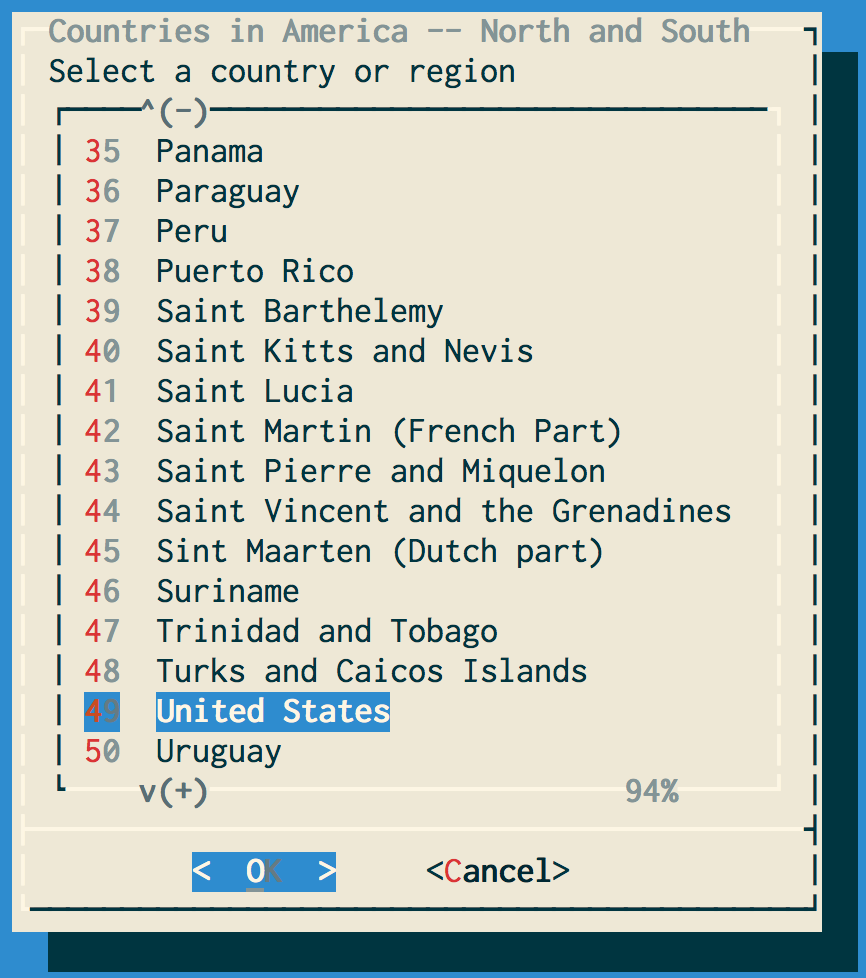 Countries in America -- North and South
Select a country or region
^(-)
35 Panama
36 Paraguay
37 Peru
38 Puerto Rico
39 Saint Barthelemy
40 Saint Kitts and Nevis
41 Saint Lucia
42 Saint Martin (French Part)
43 Saint Pierre and Miquelon
44 Saint Vincent and the Grenadines
45 Sint Maarten (Dutch part)
46 Suriname
47 Trinidad and Tobago
48 Turks and Caicos Islands
49 United States
50 Uruguay
v(+) 94%
< OK > <Cancel>